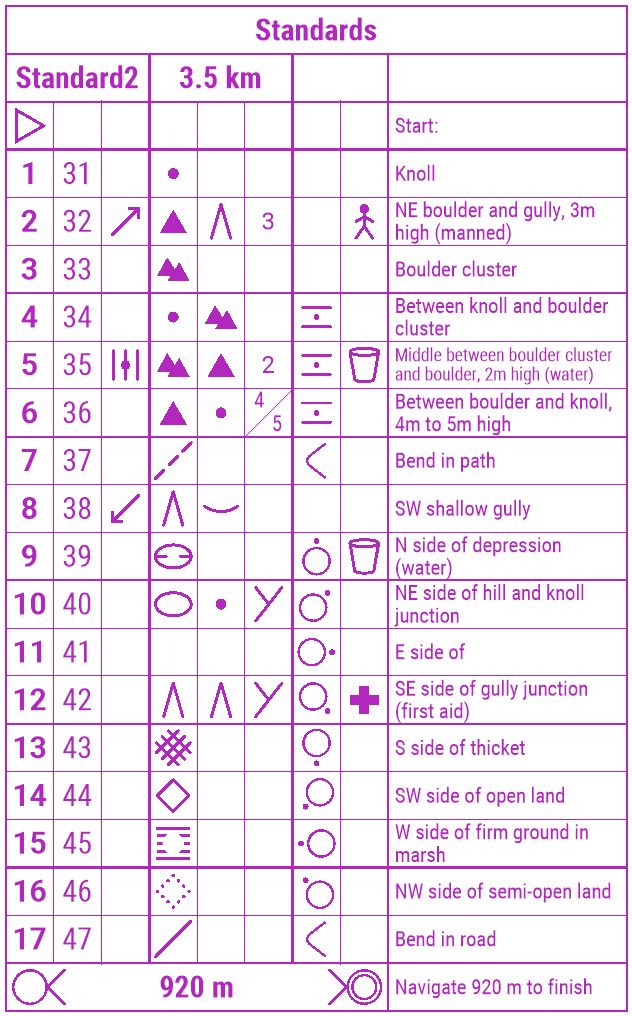 Standards
Standard2 3.5 km
Start:
1 31 Knoll
2 32 3 NE boulder and gully, 3m
high (manned)
3 33 Boulder cluster
4 34 Between knoll and boulder
cluster
5 35 2 Middle between boulder cluster
and boulder, 2m high (water)
6 36 4 5 Between boulder and knoll,
4m to 5m high
7 37 Bend in path
8 38 SW shallow gully
9 39 N side of depression
(water)
10 40 NE side of hill and knoll
junction
11 41 E side of
12 42 SE side of gully junction
(first aid)
13 43 S side of thicket
14 44 SW side of open land
15 45 W side of firm ground in
marsh
16 46 NW side of semi-open land
17 47 Bend in road
920 m Navigate 920 m to finish